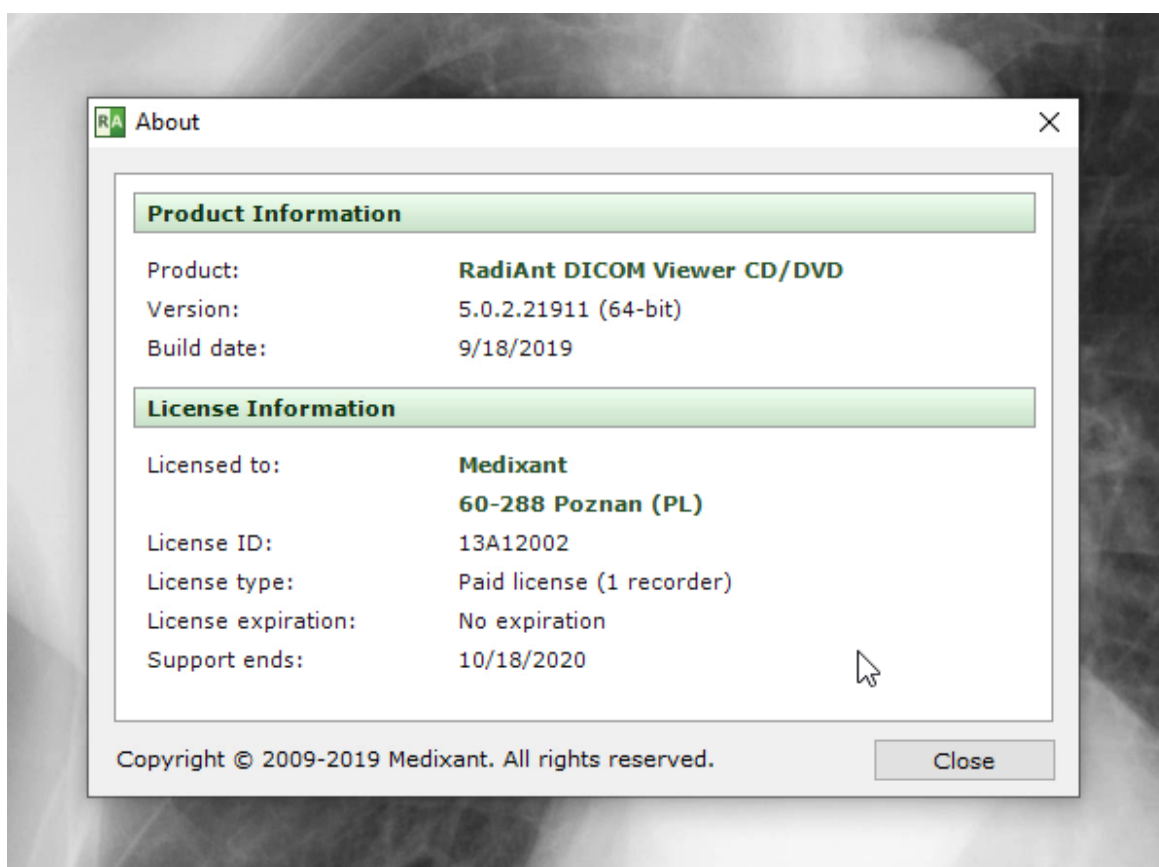 RA About
Product Information
Product: RadiAnt DICOM Viewer CD/DVD
Version: 5.0.2.21911 (64-bit)
Build date: 9/18/2019
License Information
Licensed to: Medixant
60-288 Poznan (PL)
License ID: 13A12002
License type: Paid license (1 recorder)
License expiration: No expiration
Support ends: 10/18/2020
Copyright © 2009-2019 Medixant. All rights reserved. Close